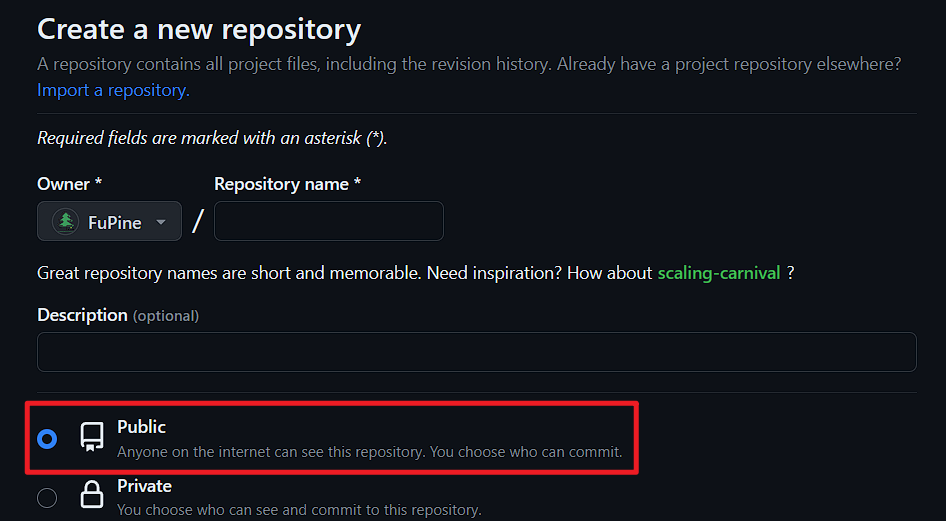 Create a new repository
A repository contains all project files, including the revision history. Already have a project repository elsewhere?
Import a repository.
Required fields are marked with an asterisk (*).
Owner * Repository name *
FuPine /
Great repository names are short and memorable. Need inspiration? How about scaling-carnival ?
Description (optional)
Public
Anyone on the internet can see this repository. You choose who can commit.
Private
You choose who can see and commit to this repository.